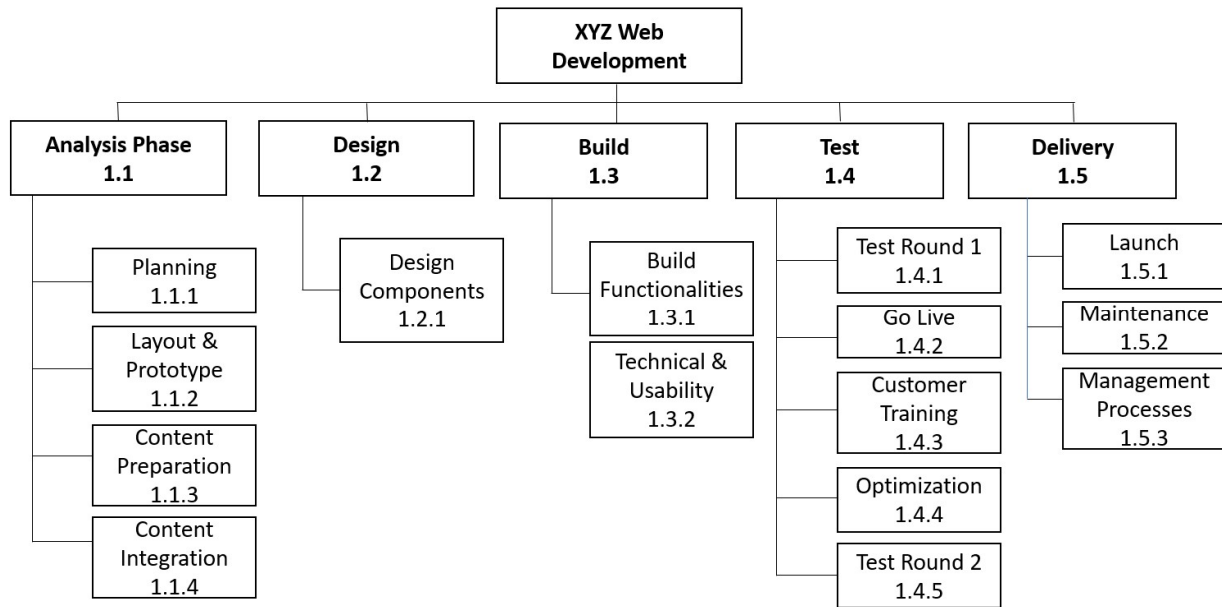 XYZ Web
Development
Analysis Phase
1.1
Design
1.2
Build
1.3
Test
1.4
Delivery
1.5
Planning
1.1.1
Layout &
Prototype
1.1.2
Content
Preparation
1.1.3
Content
Integration
1.1.4
Design
Components
1.2.1
Build
Functionalities
1.3.1
Technical &
Usability
1.3.2
Test Round 1
1.4.1
Go Live
1.4.2
Customer
Training
1.4.3
Optimization
1.4.4
Test Round 2
1.4.5
Launch
1.5.1
Maintenance
1.5.2
Management
Processes
1.5.3